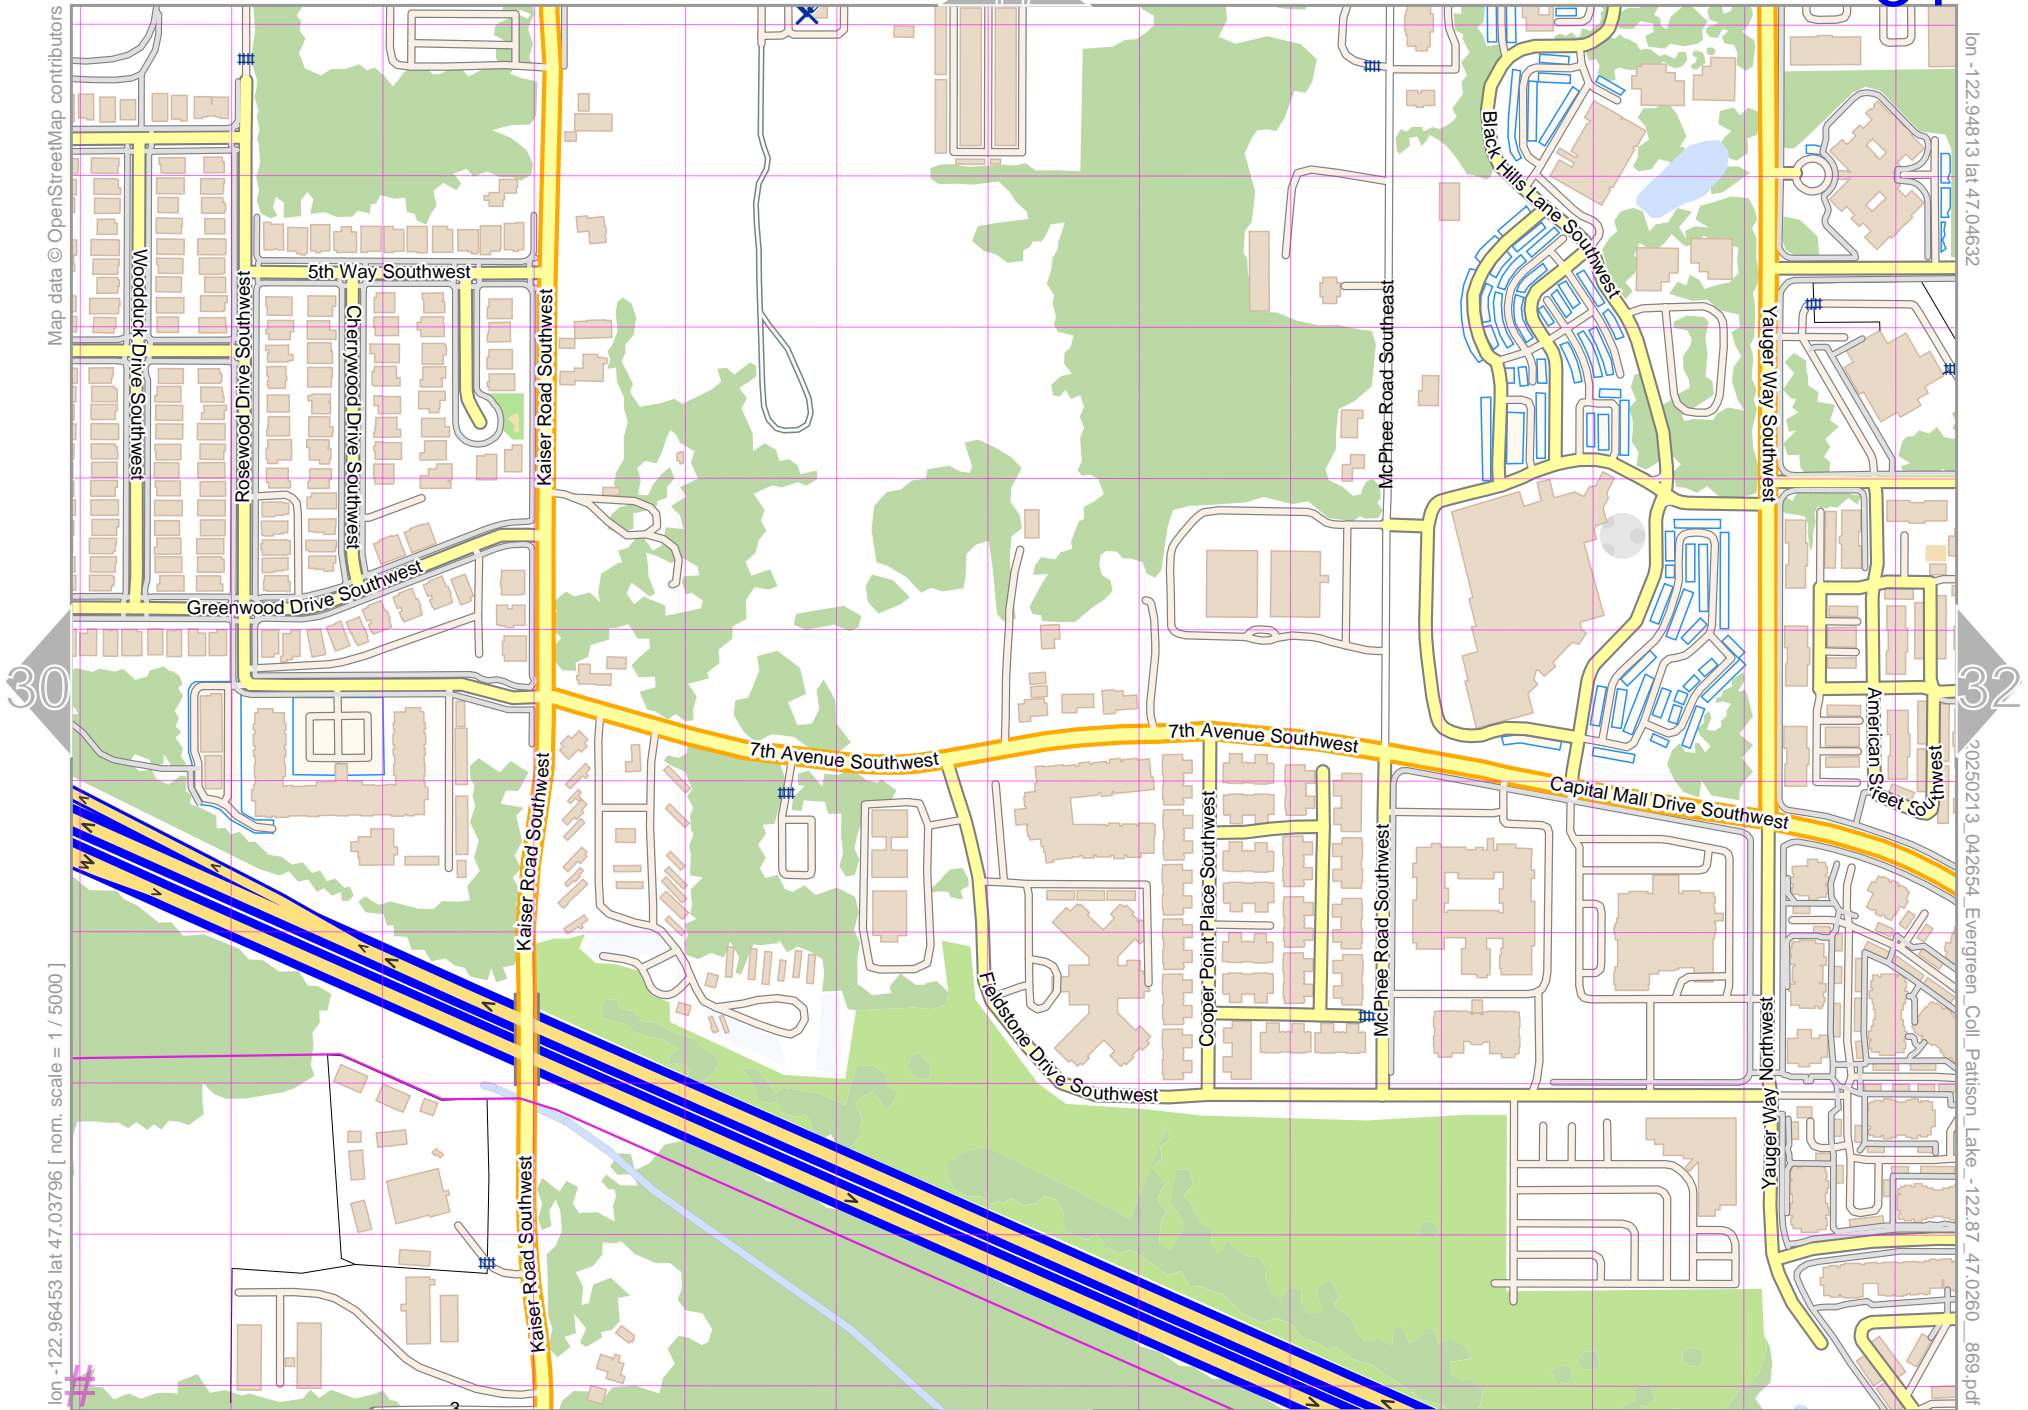 Map data © OpenStreetMap contributors
lon -122.96453 lat 47.03796 [ nom. scale = 1 / 5000 ]
lon -122.94813 lat 47.04632
20250213_042654_Evergreen_Coll_Pattison_Lake_-122.87_47.0260__869.pdf
30
32
#
Woodduck Drive Southwest
Rosewood Drive Southwest
5th Way Southwest
Cherrywood Drive Southwest
Greenwood Drive Southwest
Kaiser Road Southwest
Kaiser Road Southwest
Kaiser Road Southwest
Black Hills Lane Southwest
McPhee Road Southeast
Yauger Way Southwest
7th Avenue Southwest
7th Avenue Southwest
Capital Mall Drive Southwest
American Street Southwest
Cooper Point Place Southwest
McPhee Road Southwest
Fieldstone Drive Southwest
Yauger Way Northwest